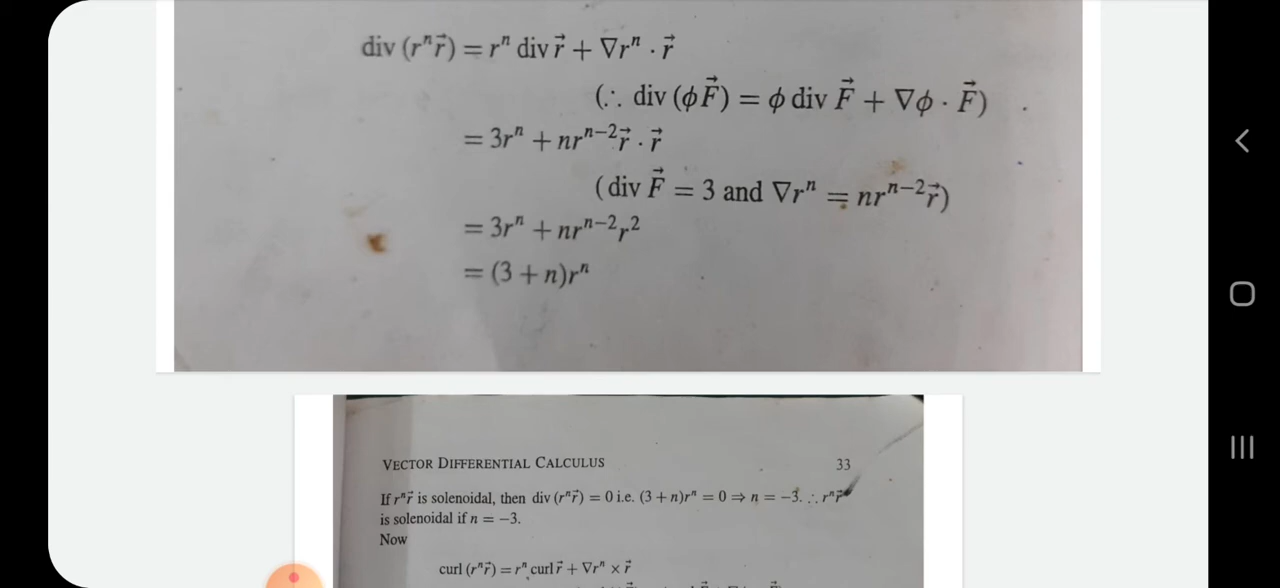 div (rⁿr⃗) = rⁿ div r⃗ + ∇rⁿ · r⃗
(∴ div (ϕF⃗) = ϕ div F⃗ + ∇ϕ · F⃗)
= 3rⁿ + nrⁿ⁻²r⃗ · r⃗
(div F⃗ = 3 and ∇rⁿ = nrⁿ⁻²r⃗)
= 3rⁿ + nrⁿ⁻²r²
= (3 + n)rⁿ
VECTOR DIFFERENTIAL CALCULUS 33
If rⁿr⃗ is solenoidal, then div (rⁿr⃗) = 0 i.e. (3 + n)rⁿ = 0 ⇒ n = −3. ∴ rⁿr⃗
is solenoidal if n = −3.
Now
curl (rⁿr⃗) = rⁿ curl r⃗ + ∇rⁿ × r⃗